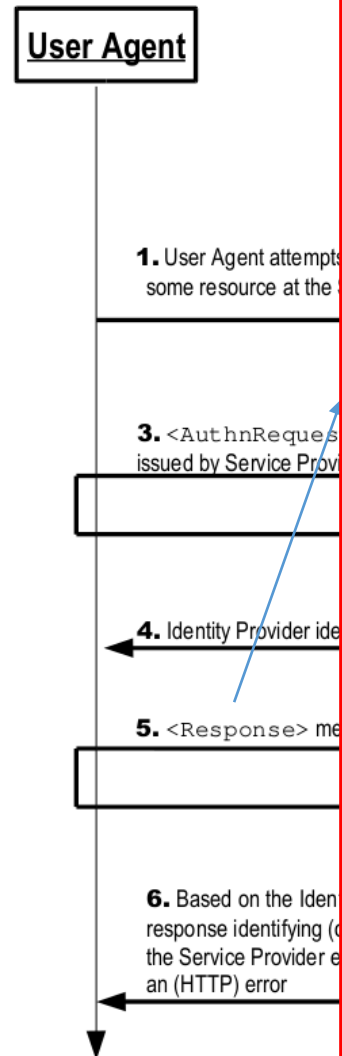 User Agent
1. User Agent attempts
some resource at the
3. <AuthnReques
issued by Service Provi
4. Identity Provider ide
5. <Response> me
6. Based on the Iden
response identifying (
the Service Provider e
an (HTTP) error